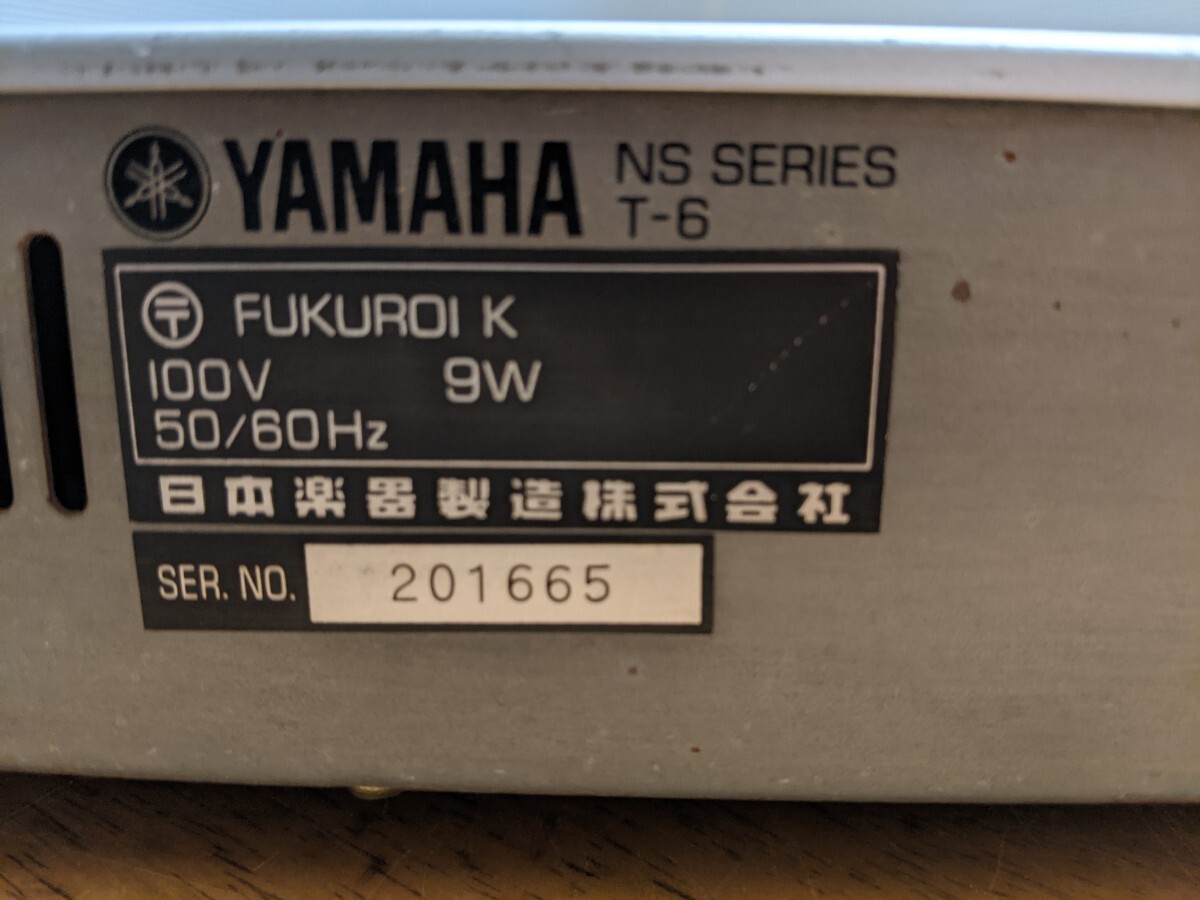 YAMAHA NS SERIES
T-6
〶 FUKUROI K
100V 9W
50/60Hz
日本楽器製造株式会社
SER. NO. 201665